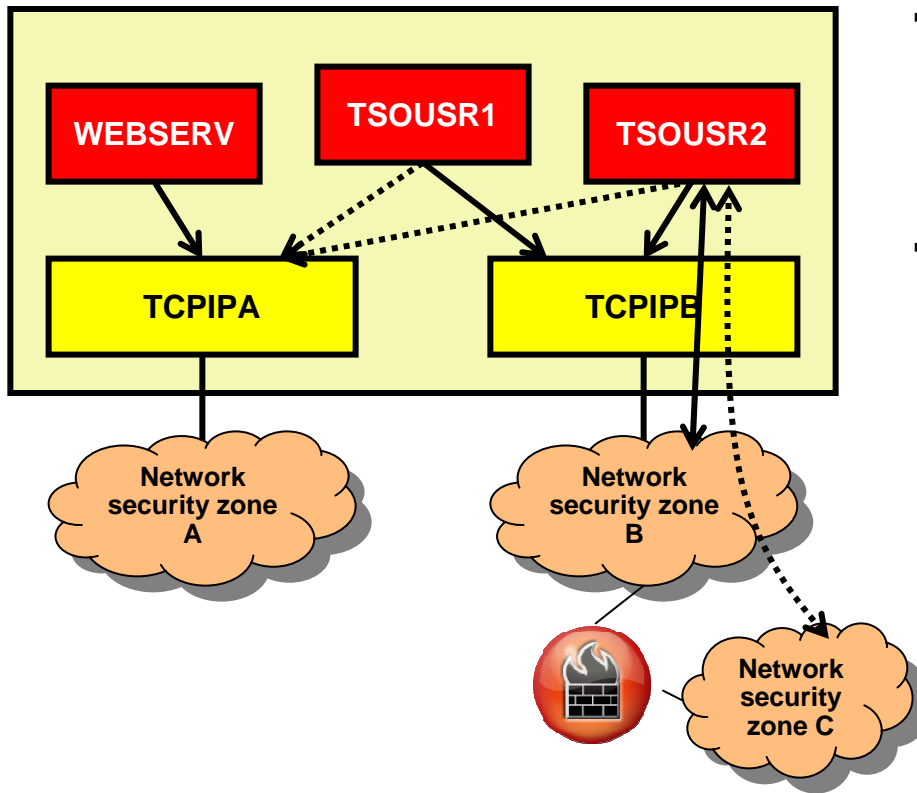 WEBSERV
TSOUSR1
TSOUSR2
TCPIPA
TCPIPB
Network
security zone
A
Network
security zone
B
Network
security
zone C